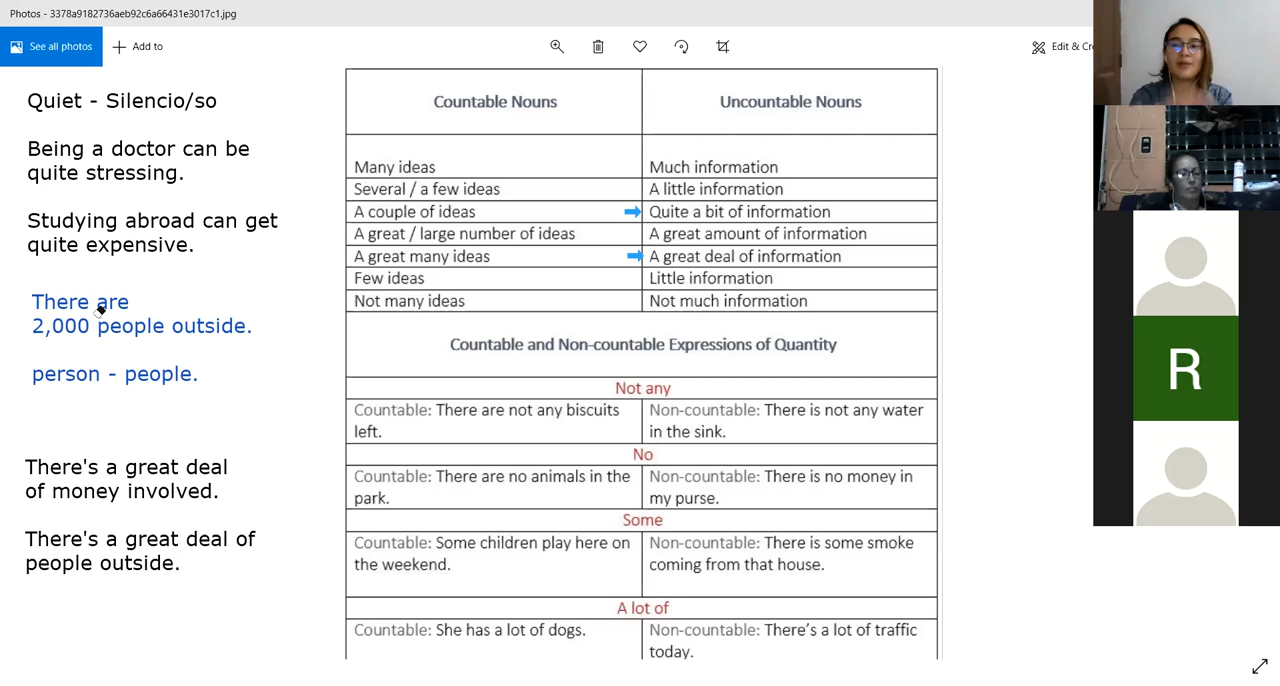 Photos - 3378a9182736aeb92c6a66431e3017c1.jpg
See all photos
Add to
Edit & Cr
Quiet - Silencio/so
Being a doctor can be
quite stressing.
Studying abroad can get
quite expensive.
There are
2,000 people outside.
person - people.
There's a great deal
of money involved.
There's a great deal of
people outside.
Countable Nouns
Uncountable Nouns
Many ideas
Much information
Several / a few ideas
A little information
A couple of ideas
Quite a bit of information
A great / large number of ideas
A great amount of information
A great many ideas
A great deal of information
Few ideas
Little information
Not many ideas
Not much information
Countable and Non-countable Expressions of Quantity
Not any
Countable: There are not any biscuits
left.
Non-countable: There is not any water
in the sink.
No
Countable: There are no animals in the
park.
Non-countable: There is no money in
my purse.
Some
Countable: Some children play here on
the weekend.
Non-countable: There is some smoke
coming from that house.
A lot of
Countable: She has a lot of dogs.
Non-countable: There's a lot of traffic
today.
R